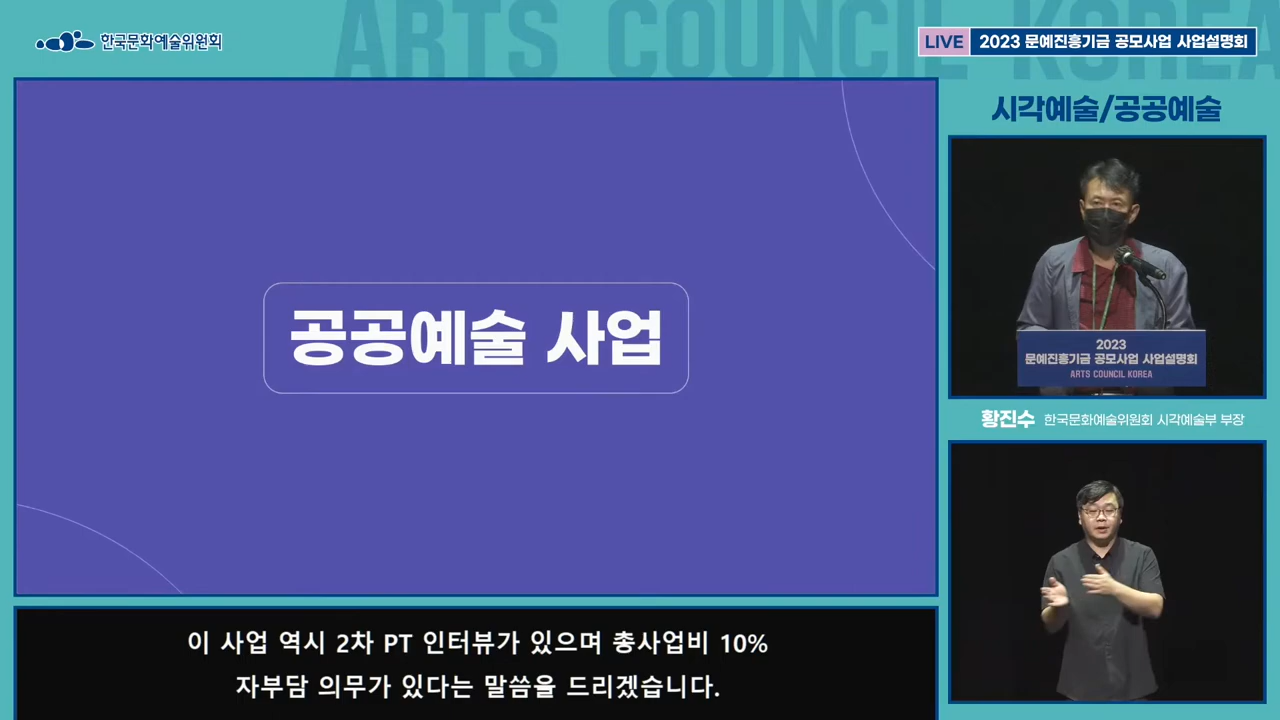 ARTS COUNCIL KOREA
한국문화예술위원회
LIVE 2023 문예진흥기금 공모사업 사업설명회
시각예술/공공예술
공공예술 사업
2023
문예진흥기금 공모사업 사업설명회
ARTS COUNCIL KOREA
황진수 한국문화예술위원회 시각예술부 부장
이 사업 역시 2차 PT 인터뷰가 있으며 총사업비 10%
자부담 의무가 있다는 말씀을 드리겠습니다.